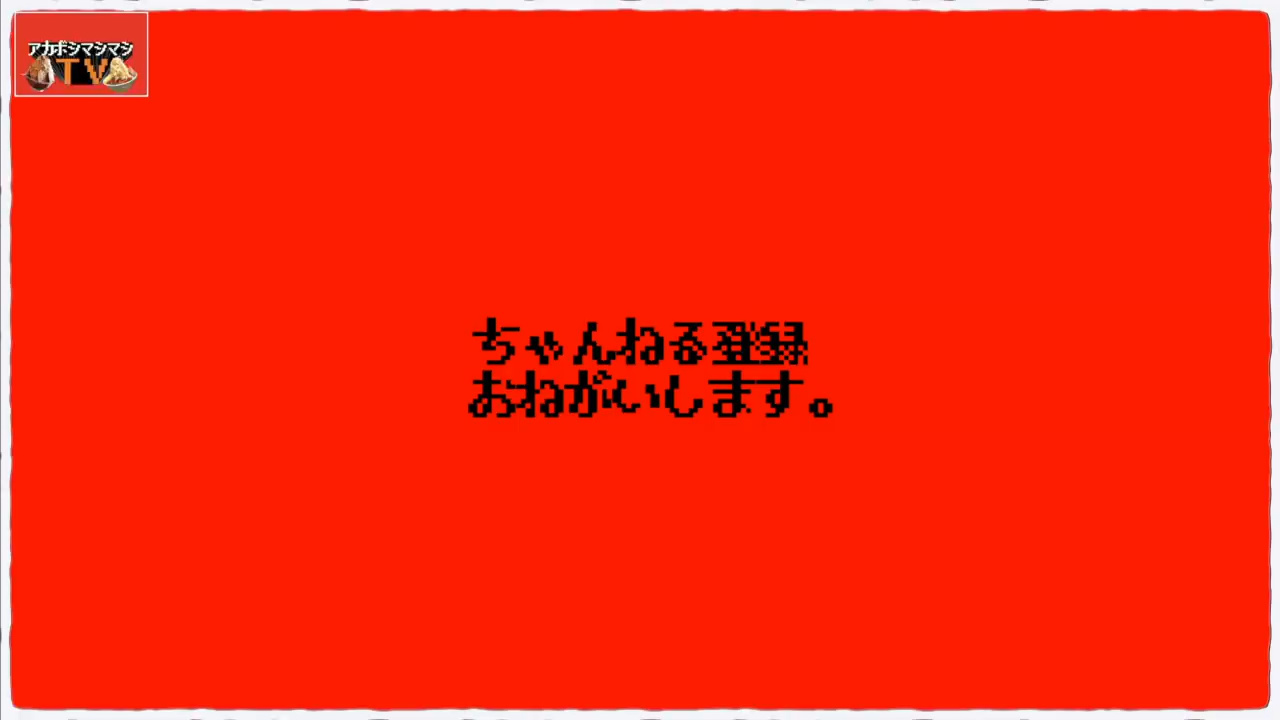 アカボシマシマシ
TV
ちゃんねる登録
おねがいします。